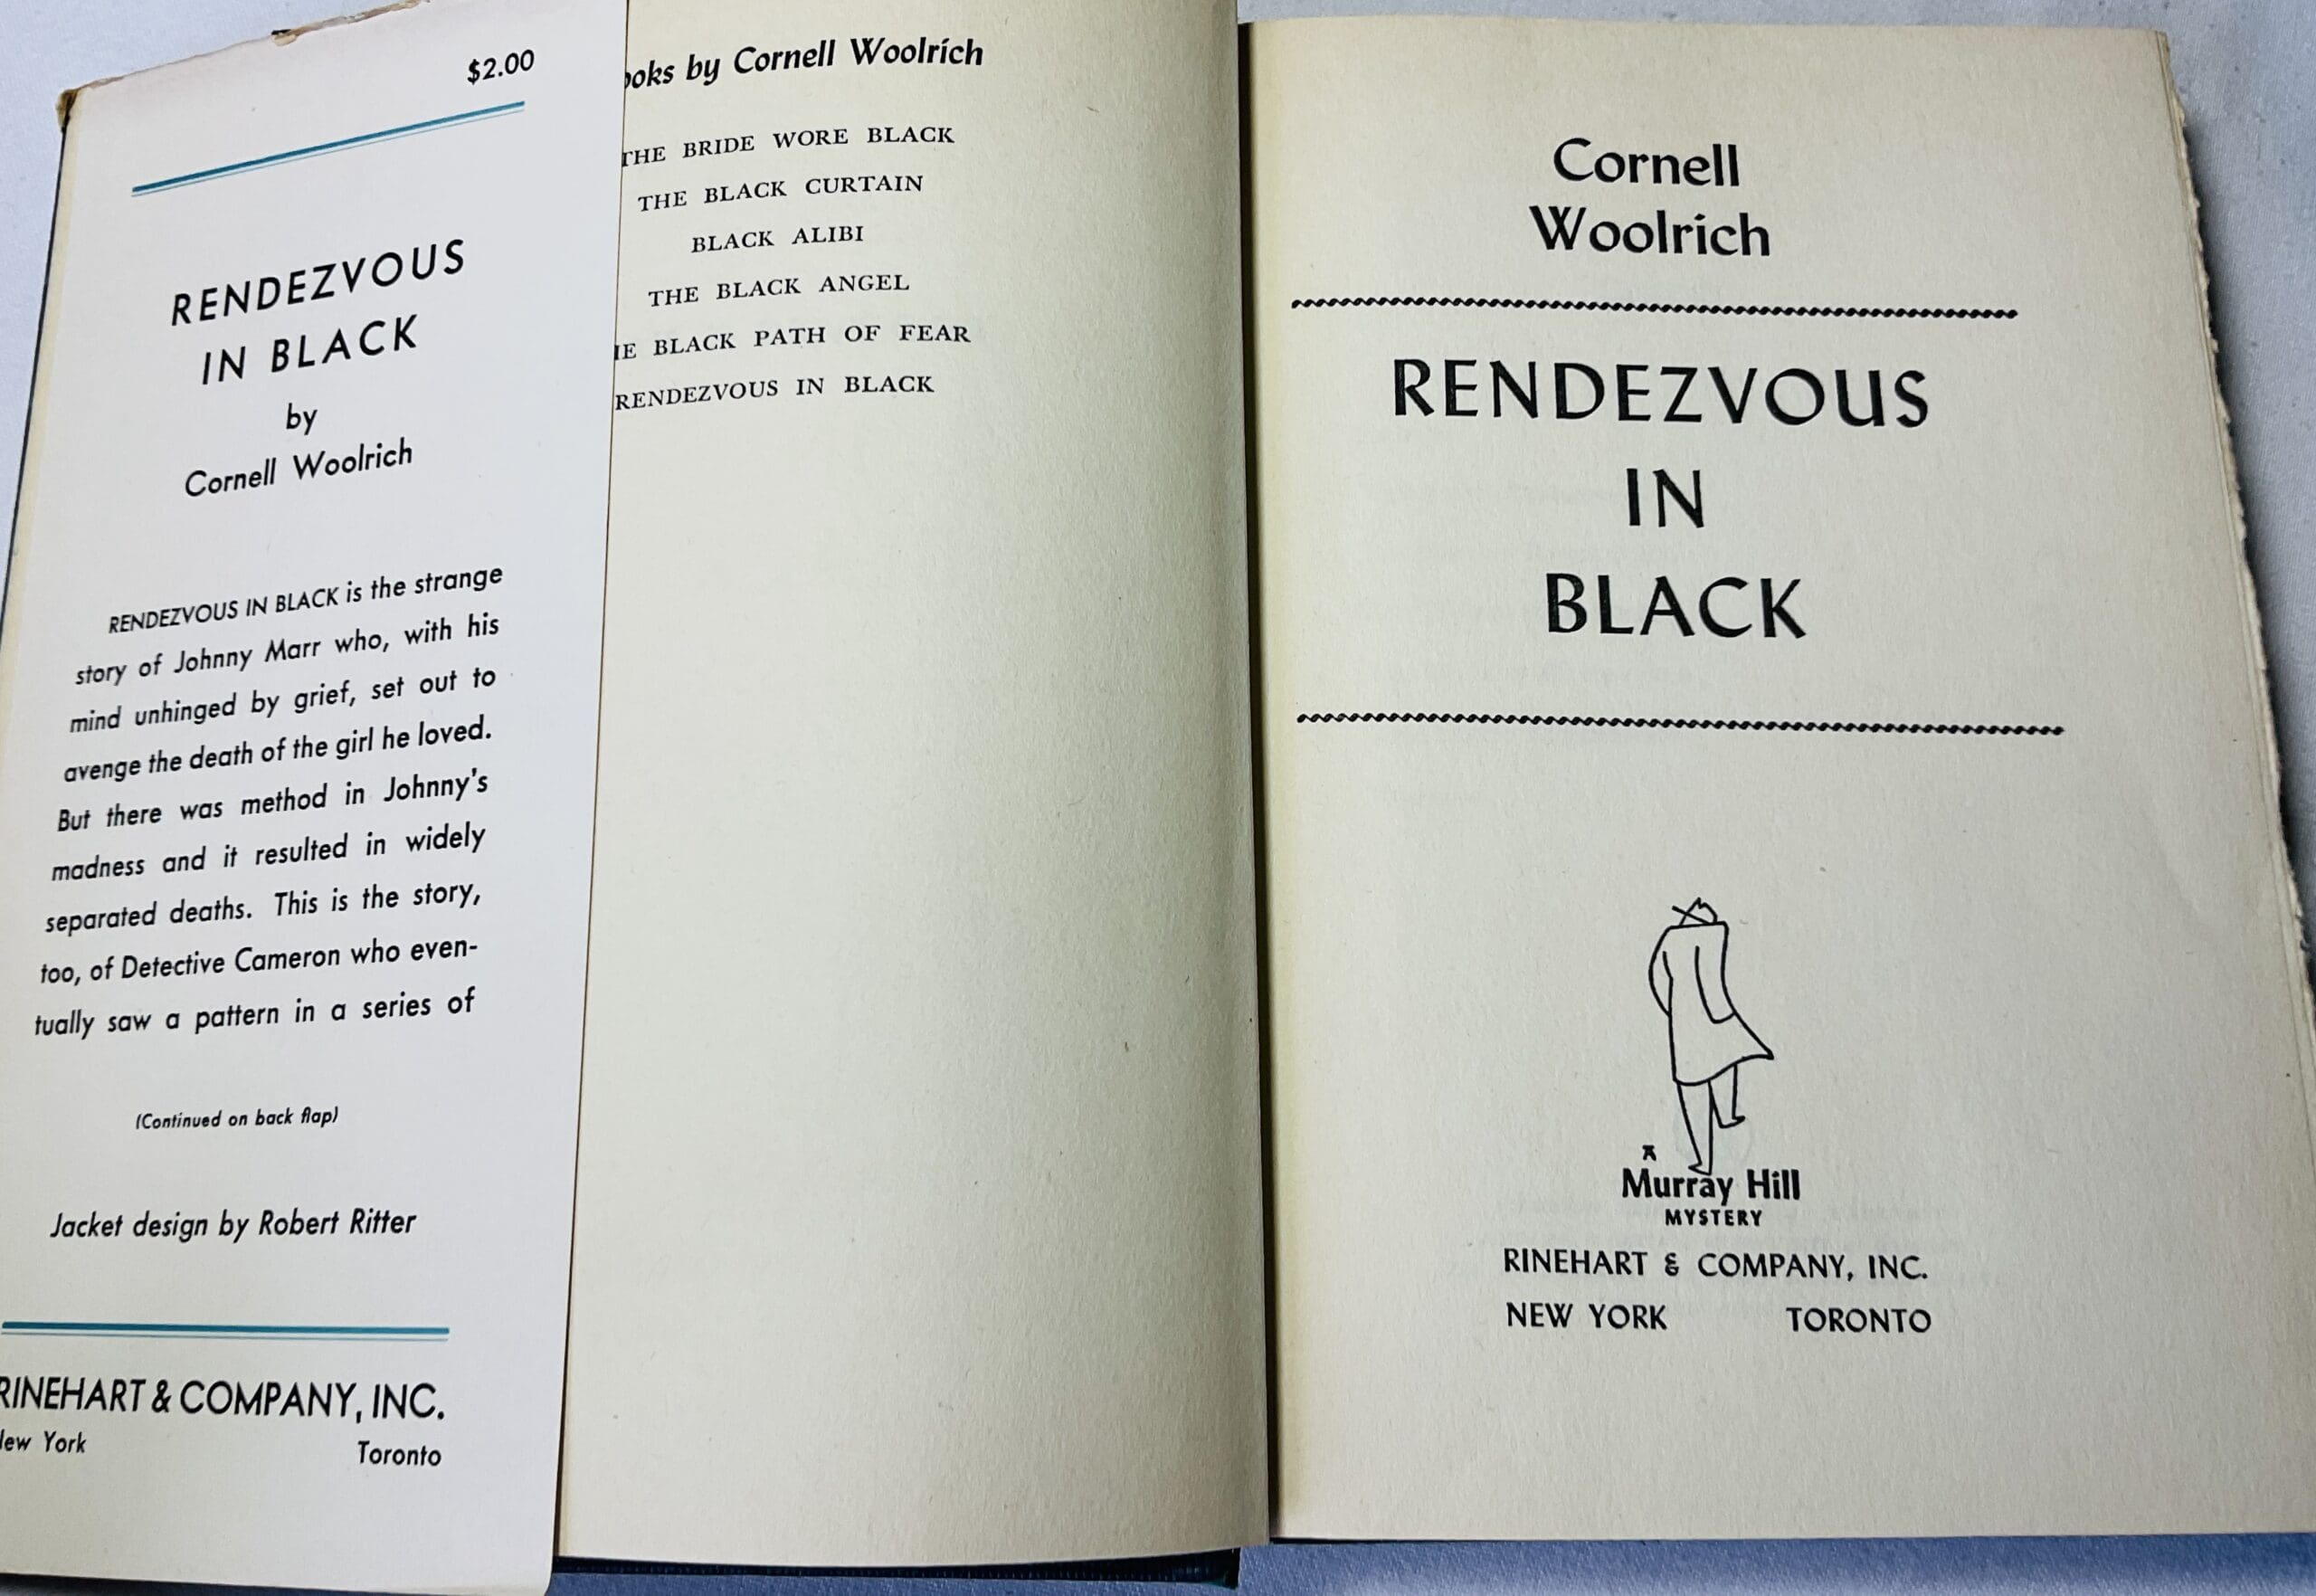 $2.00
RENDEZVOUS
IN BLACK
by
Cornell Woolrich
RENDEZVOUS IN BLACK is the strange
story of Johnny Marr who, with his
mind unhinged by grief, set out to
avenge the death of the girl he loved.
But there was method in Johnny's
madness and it resulted in widely
separated deaths. This is the story,
too, of Detective Cameron who even-
tually saw a pattern in a series of
(Continued on back flap)
Jacket design by Robert Ritter
RINEHART & COMPANY, INC.
New York Toronto
ooks by Cornell Woolrich
THE BRIDE WORE BLACK
THE BLACK CURTAIN
BLACK ALIBI
THE BLACK ANGEL
HE BLACK PATH OF FEAR
RENDEZVOUS IN BLACK
Cornell
Woolrich
RENDEZVOUS
IN
BLACK
A
Murray Hill
MYSTERY
RINEHART & COMPANY, INC.
NEW YORK TORONTO